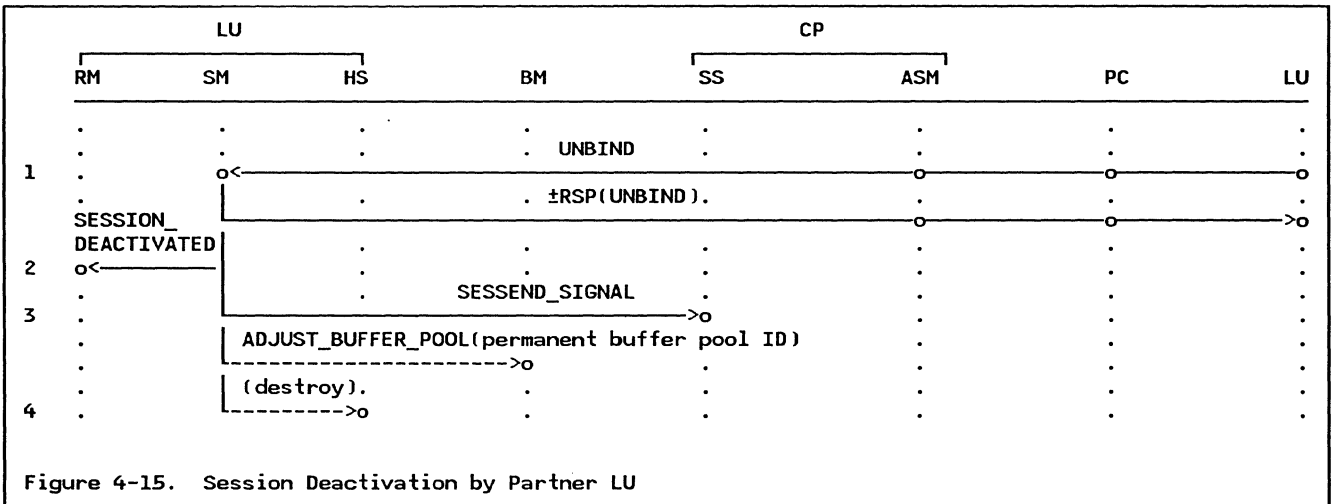 LU CP
RM SM HS BM SS ASM PC LU
UNBIND
1
±RSP(UNBIND).
SESSION_
DEACTIVATED
2
SESSEND_SIGNAL
3
ADJUST_BUFFER_POOL(permanent buffer pool ID)
(destroy).
4
Figure 4-15. Session Deactivation by Partner LU